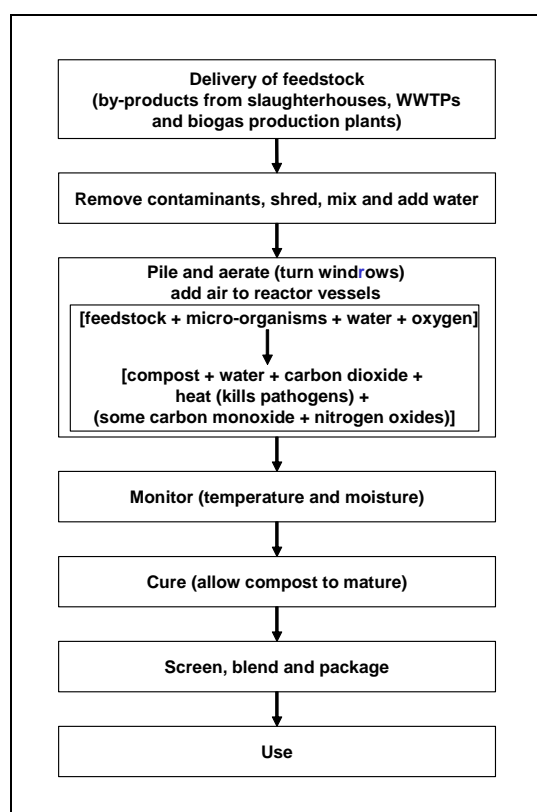 Delivery of feedstock
(by-products from slaughterhouses, WWTPs
and biogas production plants)
Remove contaminants, shred, mix and add water
Pile and aerate (turn windrows)
add air to reactor vessels
[feedstock + micro-organisms + water + oxygen]
[compost + water + carbon dioxide +
heat (kills pathogens) +
(some carbon monoxide + nitrogen oxides)]
Monitor (temperature and moisture)
Cure (allow compost to mature)
Screen, blend and package
Use